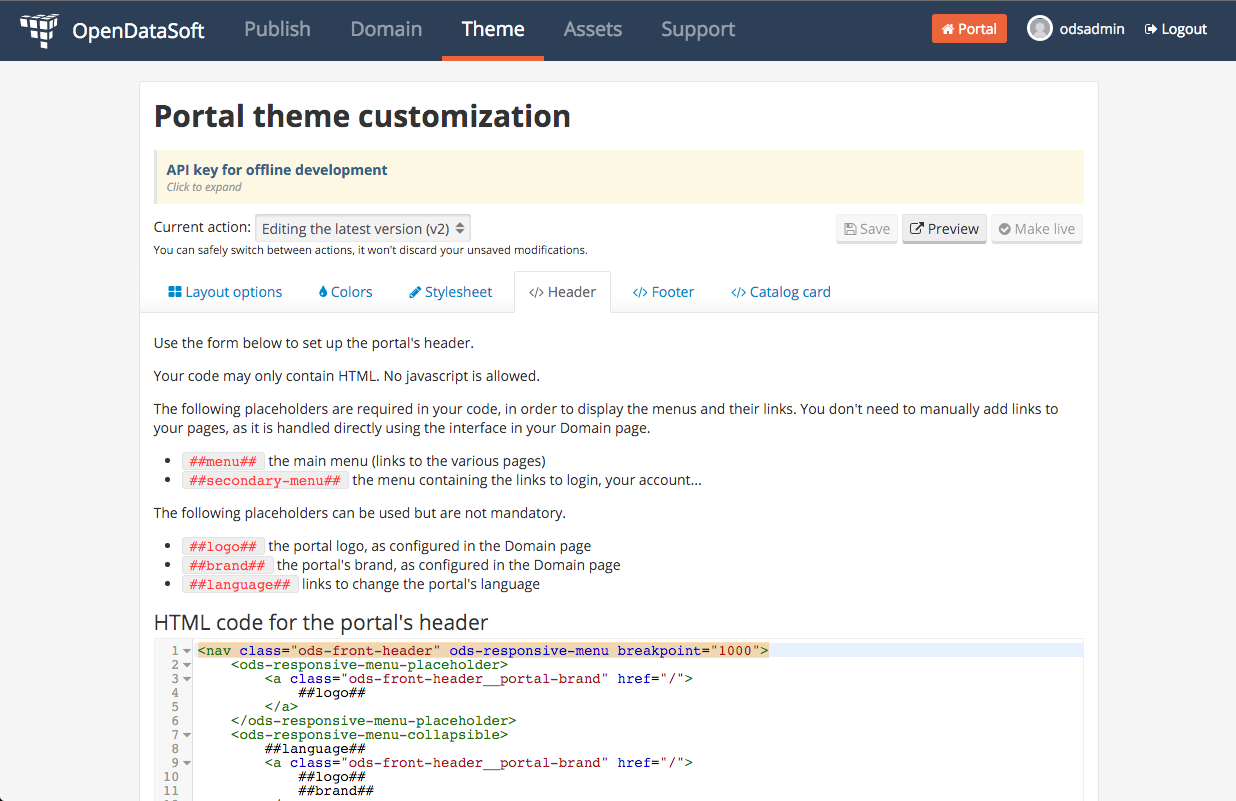 OpenDataSoft Publish Domain Theme Assets Support Portal odsadmin Logout
Portal theme customization
API key for offline development
Click to expand
Current action: Editing the latest version (v2) Save Preview Make live
You can safely switch between actions, it won't discard your unsaved modifications.
Layout options Colors Stylesheet </> Header </> Footer </> Catalog card
Use the form below to set up the portal's header.
Your code may only contain HTML. No javascript is allowed.
The following placeholders are required in your code, in order to display the menus and their links. You don't need to manually add links to
your pages, as it is handled directly using the interface in your Domain page.
• ##menu## the main menu (links to the various pages)
• ##secondary-menu## the menu containing the links to login, your account...
The following placeholders can be used but are not mandatory.
• ##logo## the portal logo, as configured in the Domain page
• ##brand## the portal's brand, as configured in the Domain page
• ##language## links to change the portal's language
HTML code for the portal's header
1 <nav class="ods-front-header" ods-responsive-menu breakpoint="1000">
2 <ods-responsive-menu-placeholder>
3 <a class="ods-front-header__portal-brand" href="/">
4 ##logo##
5 </a>
6 </ods-responsive-menu-placeholder>
7 <ods-responsive-menu-collapsible>
8 ##language##
9 <a class="ods-front-header__portal-brand" href="/">
10 ##logo##
11 ##brand##